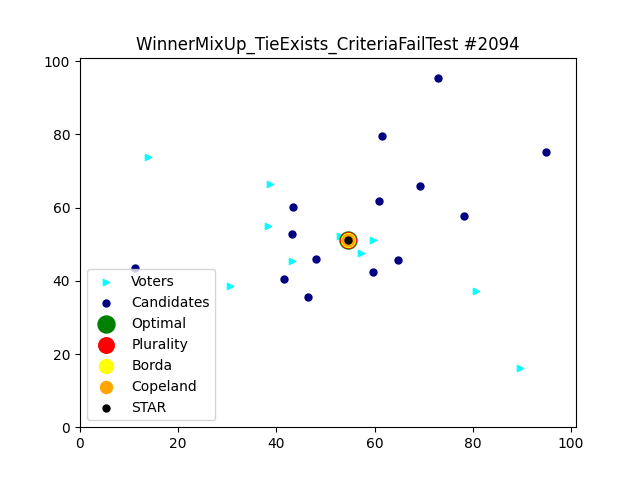 WinnerMixUp_TieExists_CriteriaFailTest #2094
100
80
60
40
20
0
Voters
Candidates
Optimal
Plurality
Borda
Copeland
STAR
0 20 40 60 80 100